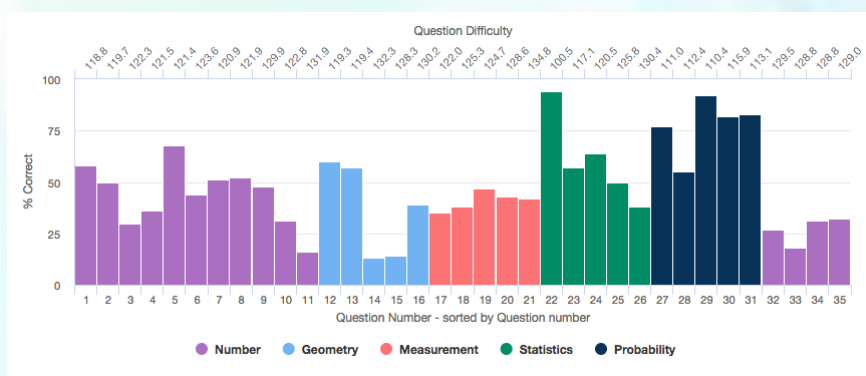 Question Difficulty
118.8 119.7 122.3 121.5 121.4 123.6 120.9 121.9 129.9 122.8 131.9 119.3 119.4 132.3 128.3 130.2 122.0 125.3 124.7 128.6 134.8 100.5 117.1 120.5 125.8 130.4 111.0 112.4 110.4 115.9 113.1 129.5 128.8 128.8 129.0
100
75
50
25
0
% Correct
1 2 3 4 5 6 7 8 9 10 11 12 13 14 15 16 17 18 19 20 21 22 23 24 25 26 27 28 29 30 31 32 33 34 35
Question Number - sorted by Question number
Number Geometry Measurement Statistics Probability